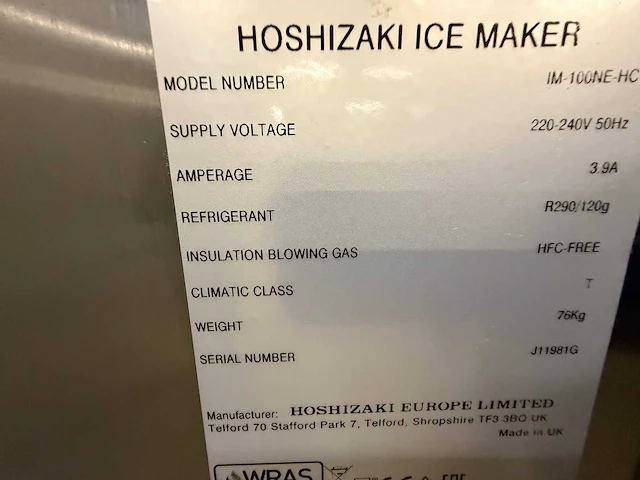 HOSHIZAKI ICE MAKER
MODEL NUMBER IM-100NE-HC
SUPPLY VOLTAGE 220-240V 50Hz
AMPERAGE 3.9A
REFRIGERANT R290/120g
INSULATION BLOWING GAS HFC-FREE
CLIMATIC CLASS T
WEIGHT 76Kg
SERIAL NUMBER J11981G
Manufacturer: HOSHIZAKI EUROPE LIMITED
Telford 70 Stafford Park 7, Telford, Shropshire TF3 3BQ UK
Made in UK
WRAS